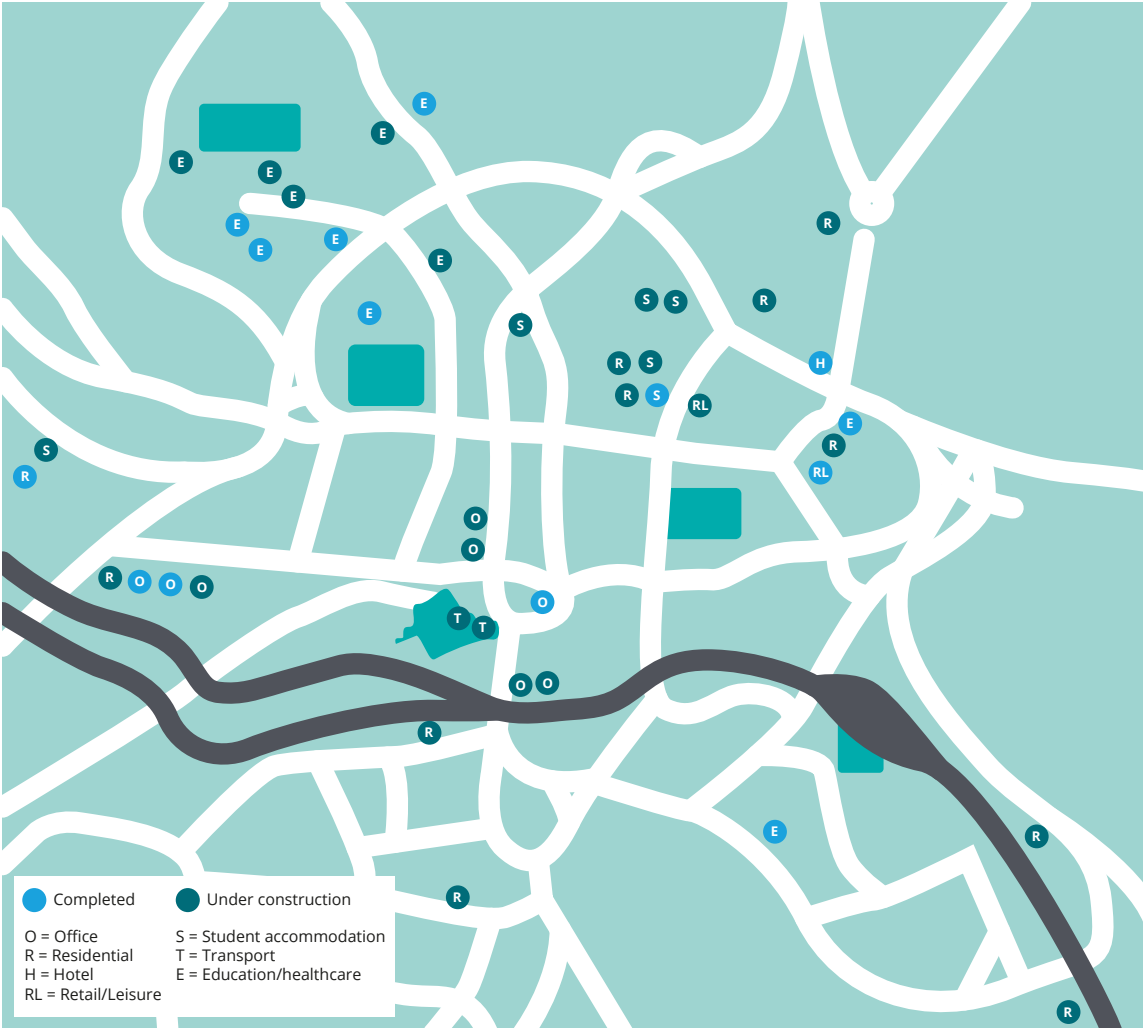 E
E
E
E
E
E
R
E
E
E
E
S
S
R
E
S
H
R
S
R
S
RL
E
R
S
RL
R
O
O
R
O
O
O
O
T
T
O
O
R
E
R
R
R
Completed
Under construction
O = Office
R = Residential
H = Hotel
RL = Retail/Leisure
S = Student accommodation
T = Transport
E = Education/healthcare